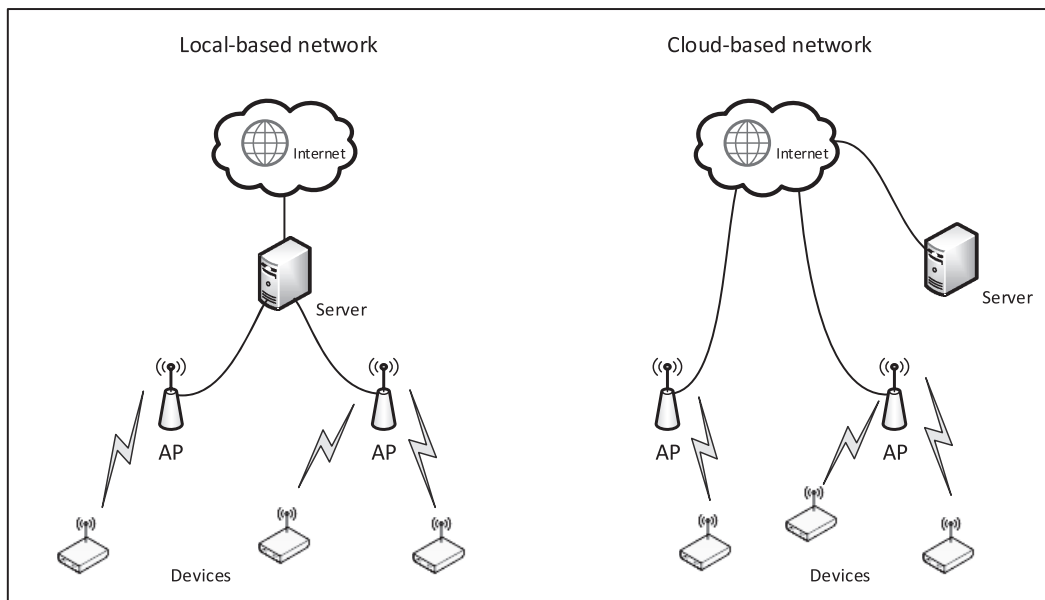 Local-based network
Cloud-based network
Internet
Internet
Server
Server
AP
AP
AP
AP
Devices
Devices